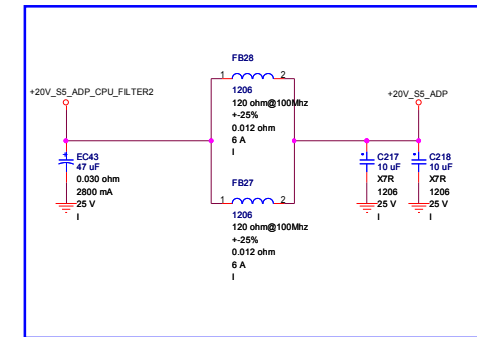 FB28
1 2
1206
120 ohm@100Mhz
+-25%
0.012 ohm
6 A
I
+20V_S5_ADP_CPU_FILTER2
+20V_S5_ADP
EC43
47 uF
0.030 ohm
2800 mA
25 V
I
FB27
1 2
1206
120 ohm@100Mhz
+-25%
0.012 ohm
6 A
I
C217
10 uF
X7R
1206
25 V
I
C218
10 uF
X7R
1206
25 V
I